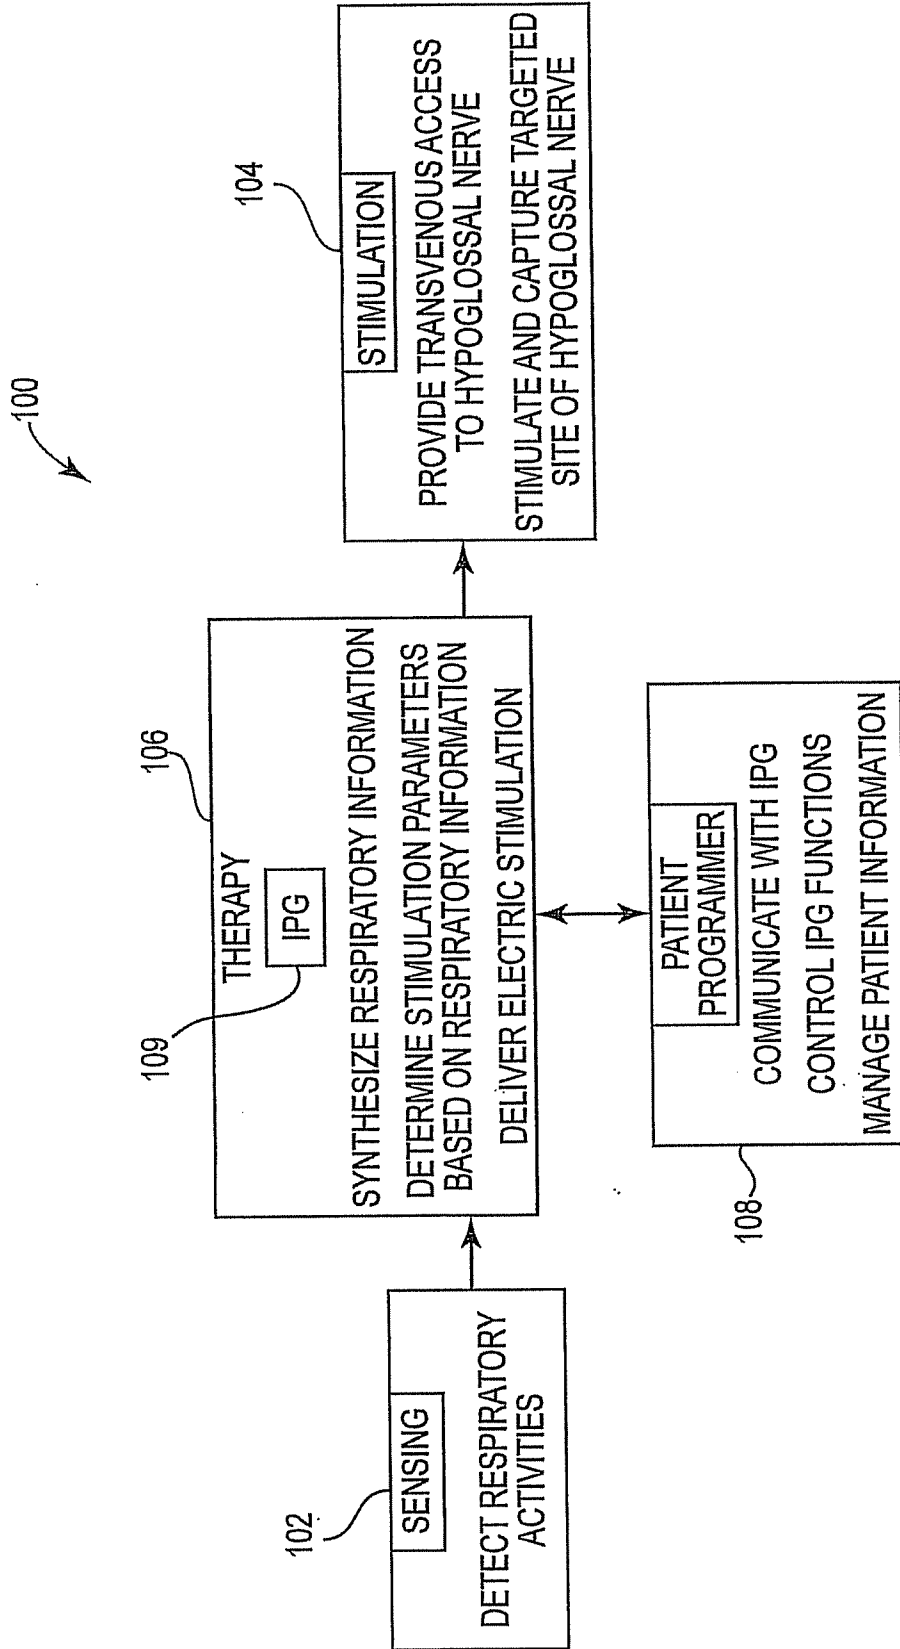 100
102
SENSING
DETECT RESPIRATORY
ACTIVITIES
106
THERAPY
109
IPG
SYNTHESIZE RESPIRATORY INFORMATION
DETERMINE STIMULATION PARAMETERS
BASED ON RESPIRATORY INFORMATION
DELIVER ELECTRIC STIMULATION
104
STIMULATION
PROVIDE TRANSVENOUS ACCESS
TO HYPOGLOSSAL NERVE
STIMULATE AND CAPTURE TARGETED
SITE OF HYPOGLOSSAL NERVE
108
PATIENT
PROGRAMMER
COMMUNICATE WITH IPG
CONTROL IPG FUNCTIONS
MANAGE PATIENT INFORMATION